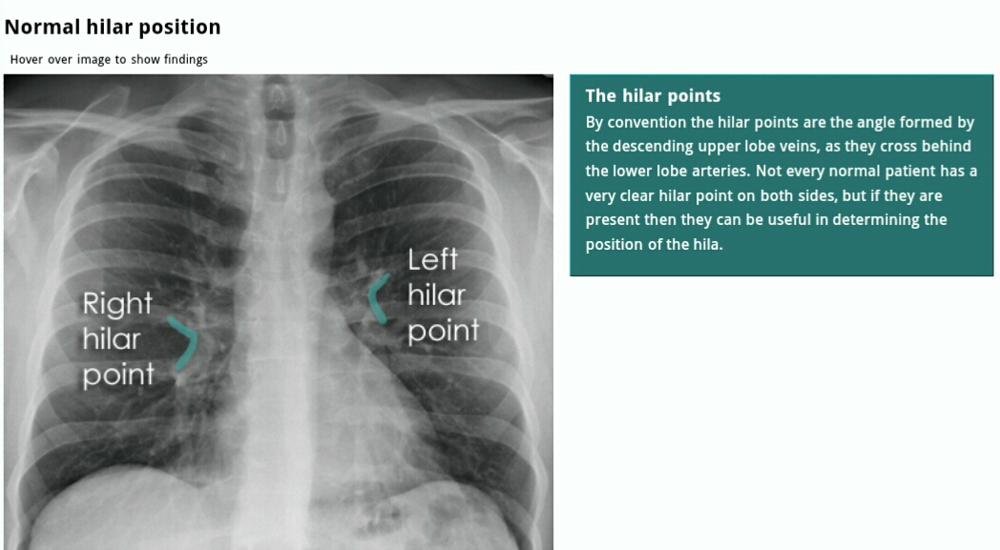 Normal hilar position
Hover over image to show findings
Right
hilar
point
Left
hilar
point
The hilar points
By convention the hilar points are the angle formed by
the descending upper lobe veins, as they cross behind
the lower lobe arteries. Not every normal patient has a
very clear hilar point on both sides, but if they are
present then they can be useful in determining the
position of the hila.